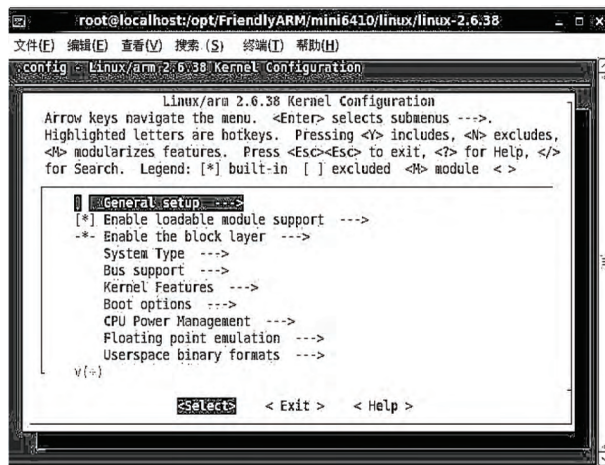 root@localhost:/opt/FriendlyARM/mini6410/linux/linux-2.6.38
文件(F) 编辑(E) 查看(V) 搜索 (S) 终端(T) 帮助(H)
.config - Linux/arm 2.6.38 Kernel Configuration
Linux/arm 2.6.38 Kernel Configuration
Arrow keys navigate the menu. <Enter> selects submenus --->.
Highlighted letters are hotkeys. Pressing <Y> includes, <N> excludes,
<M> modularizes features. Press <Esc><Esc> to exit, <?> for Help, </>
for Search. Legend: [*] built-in [ ] excluded <M> module < >
General setup --->
[*] Enable loadable module support --->
-*- Enable the block layer --->
System Type --->
Bus support --->
Kernel Features --->
Boot options --->
CPU Power Management --->
Floating point emulation --->
Userspace binary formats --->
v(+)
<Select> < Exit > < Help >